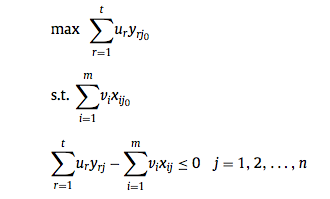 max ∑_{r=1}^{t} u_r y_{rj_0}
s.t. ∑_{i=1}^{m} v_i x_{ij_0}
∑_{r=1}^{t} u_r y_{rj} − ∑_{i=1}^{m} v_i x_{ij} ≤ 0 j = 1, 2, . . . , n